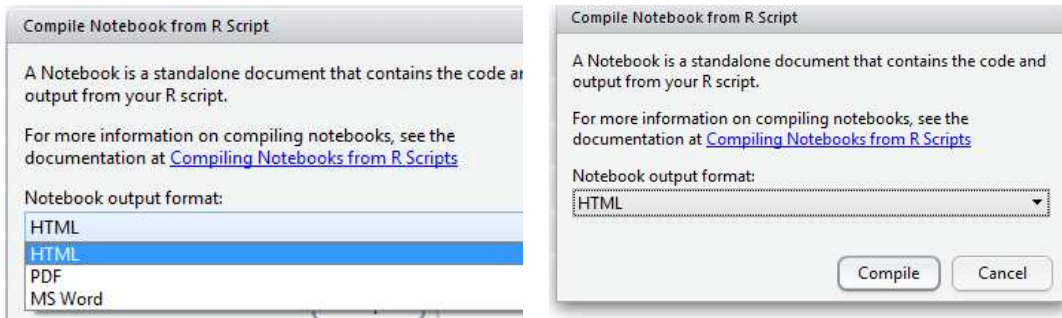 Compile Notebook from R Script
A Notebook is a standalone document that contains the code
output from your R script.
For more information on compiling notebooks, see the
documentation at Compiling Notebooks from R Scripts
Notebook output format:
HTML
HTML
PDF
MS Word
Compile Notebook from R Script
A Notebook is a standalone document that contains the code and
output from your R script.
For more information on compiling notebooks, see the
documentation at Compiling Notebooks from R Scripts
Notebook output format:
HTML
Compile Cancel